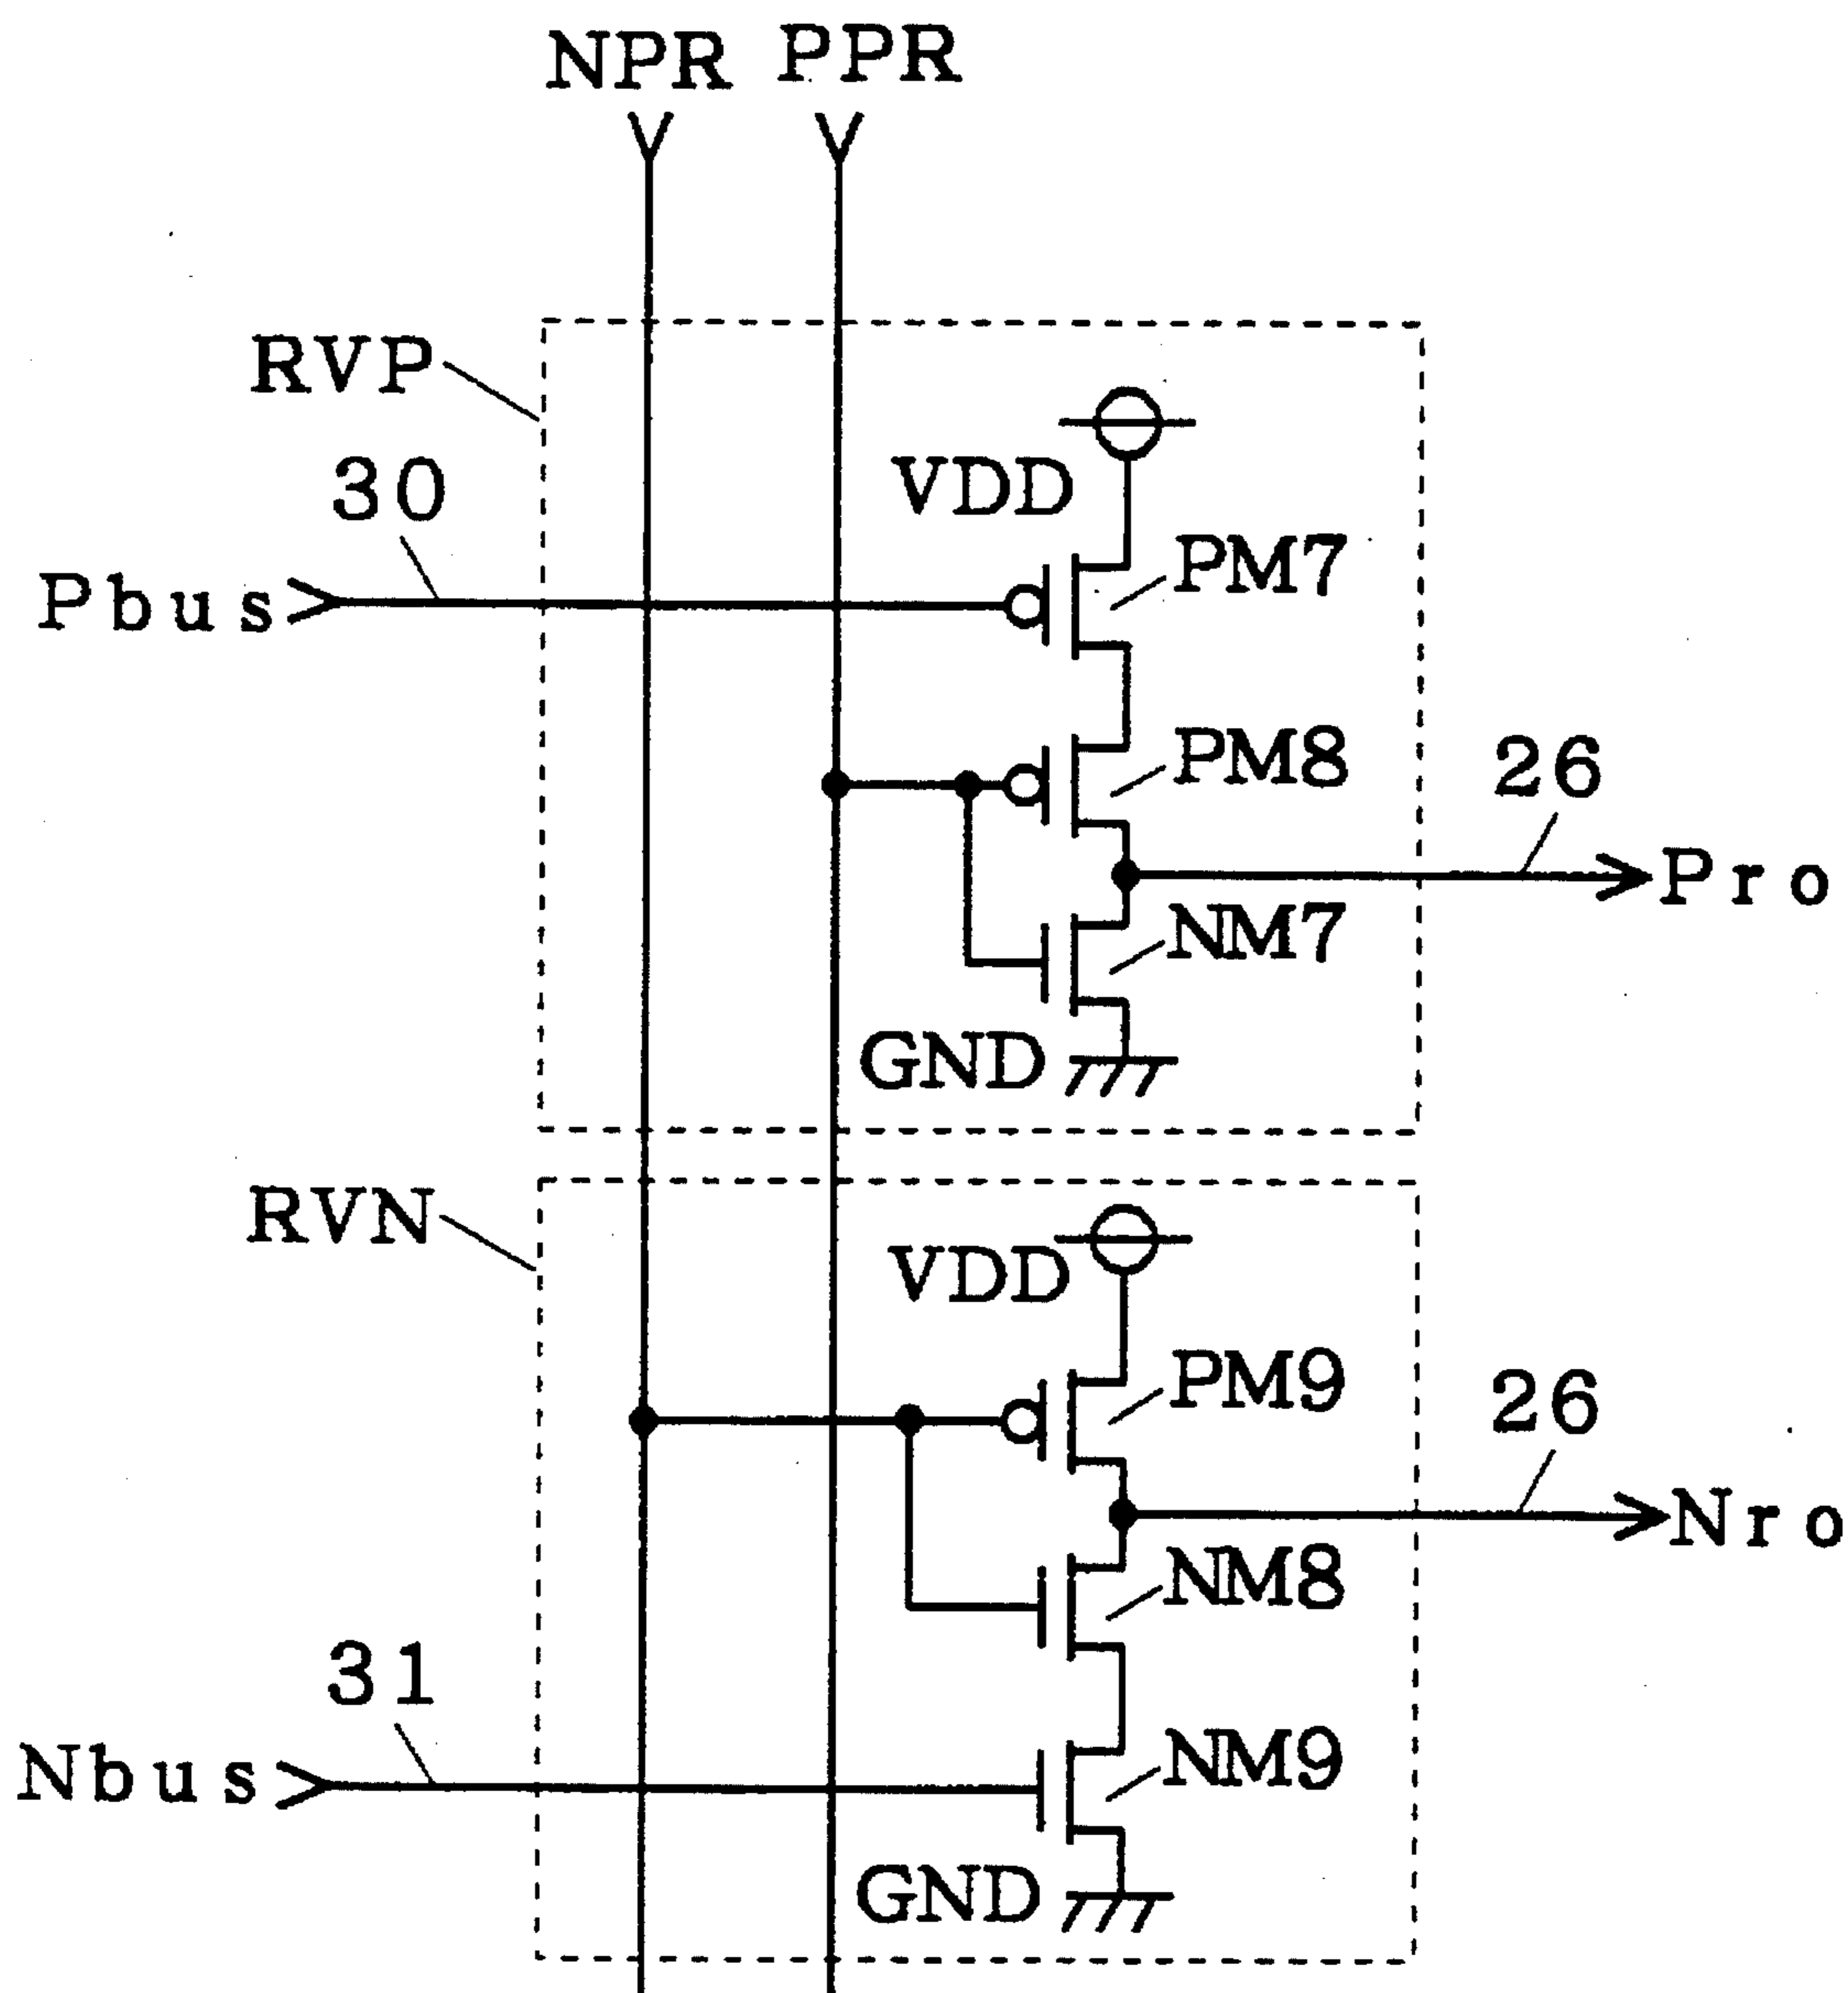 NPR PPR
RVP
30
VDD
Pbus
PM7
PM8
26
Pro
NM7
GND
RVN
VDD
PM9
26
Nro
NM8
31
Nbus
NM9
GND